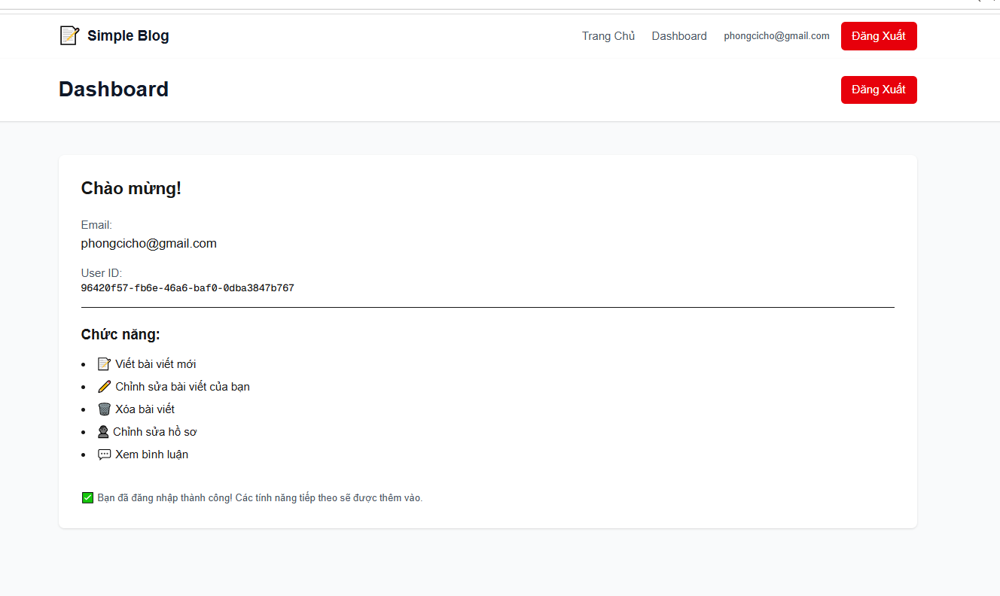 Simple Blog
Trang Chủ Dashboard phongcicho@gmail.com Đăng Xuất
Dashboard
Đăng Xuất
Chào mừng!
Email:
phongcicho@gmail.com
User ID:
96420f57-fb6e-46a6-baf0-0dba3847b767
Chức năng:
Viết bài viết mới
Chỉnh sửa bài viết của bạn
Xóa bài viết
Chỉnh sửa hồ sơ
Xem bình luận
Bạn đã đăng nhập thành công! Các tính năng tiếp theo sẽ được thêm vào.